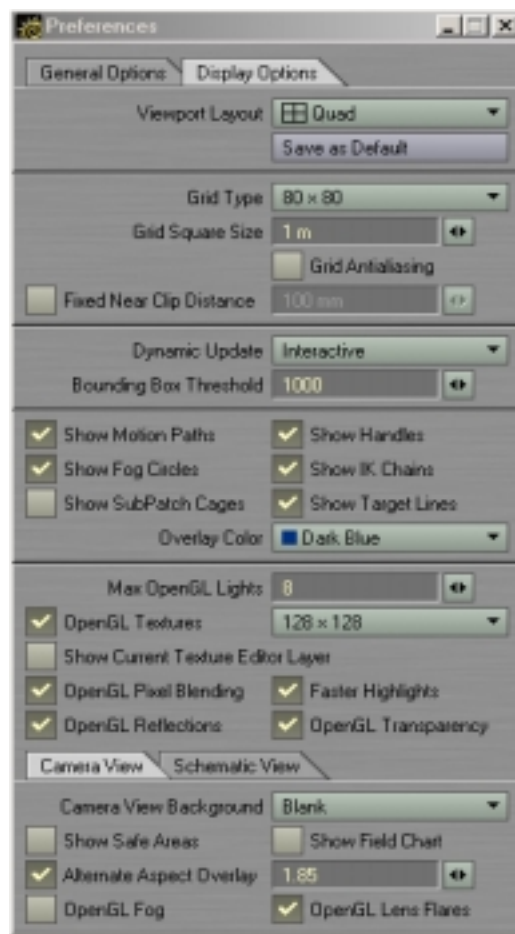 Preferences
General Options Display Options
Viewport Layout Quad
Save as Default
Grid Type 80 × 80
Grid Square Size 1 m
Grid Antialiasing
Fixed Near Clip Distance 100 mm
Dynamic Update Interactive
Bounding Box Threshold 1000
Show Motion Paths Show Handles
Show Fog Circles Show IK Chains
Show SubPatch Cages Show Target Lines
Overlay Color Dark Blue
Max OpenGL Lights 8
OpenGL Textures 128 × 128
Show Current Texture Editor Layer
OpenGL Pixel Blending Faster Highlights
OpenGL Reflections OpenGL Transparency
Camera View Schematic View
Camera View Background Blank
Show Safe Areas Show Field Chart
Alternate Aspect Overlay 1.85
OpenGL Fog OpenGL Lens Flares